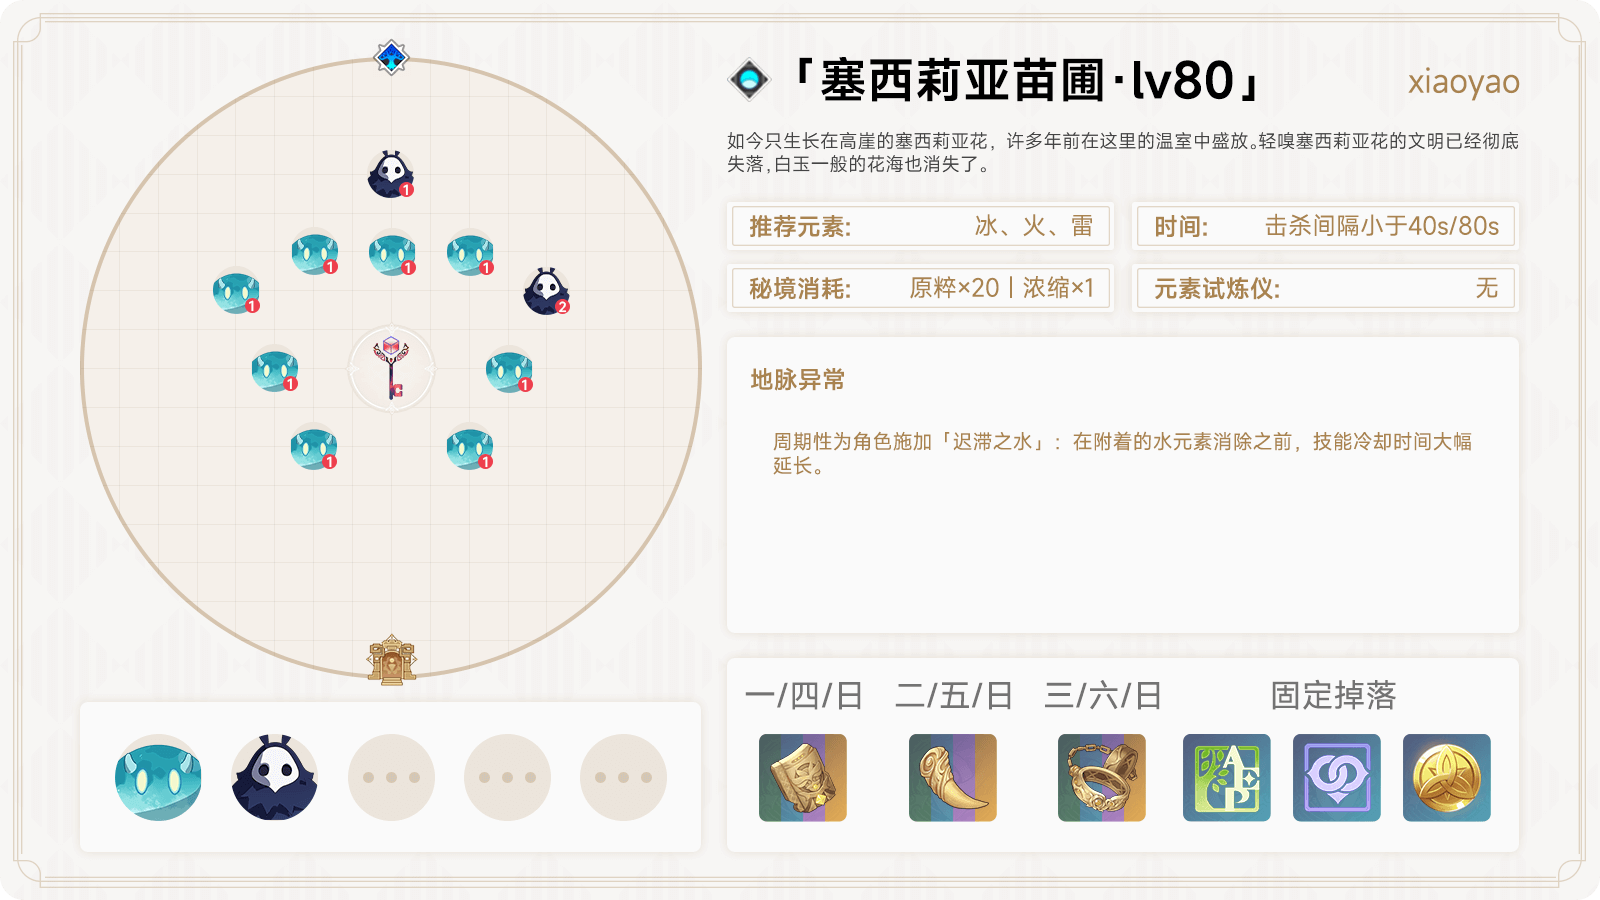 「塞西莉亚苗圃·lv80」
xiaoyao
如今只生长在高崖的塞西莉亚花，许多年前在这里的温室中盛放。轻嗅塞西莉亚花的文明已经彻底
失落,白玉一般的花海也消失了。
推荐元素: 冰、火、雷
时间: 击杀间隔小于40s/80s
秘境消耗: 原粹×20丨浓缩×1
元素试炼仪: 无
地脉异常
周期性为角色施加「迟滞之水」：在附着的水元素消除之前，技能冷却时间大幅
延长。
1
1
1
1
1
2
1
1
1
1
一/四/日 二/五/日 三/六/日 固定掉落
AEP